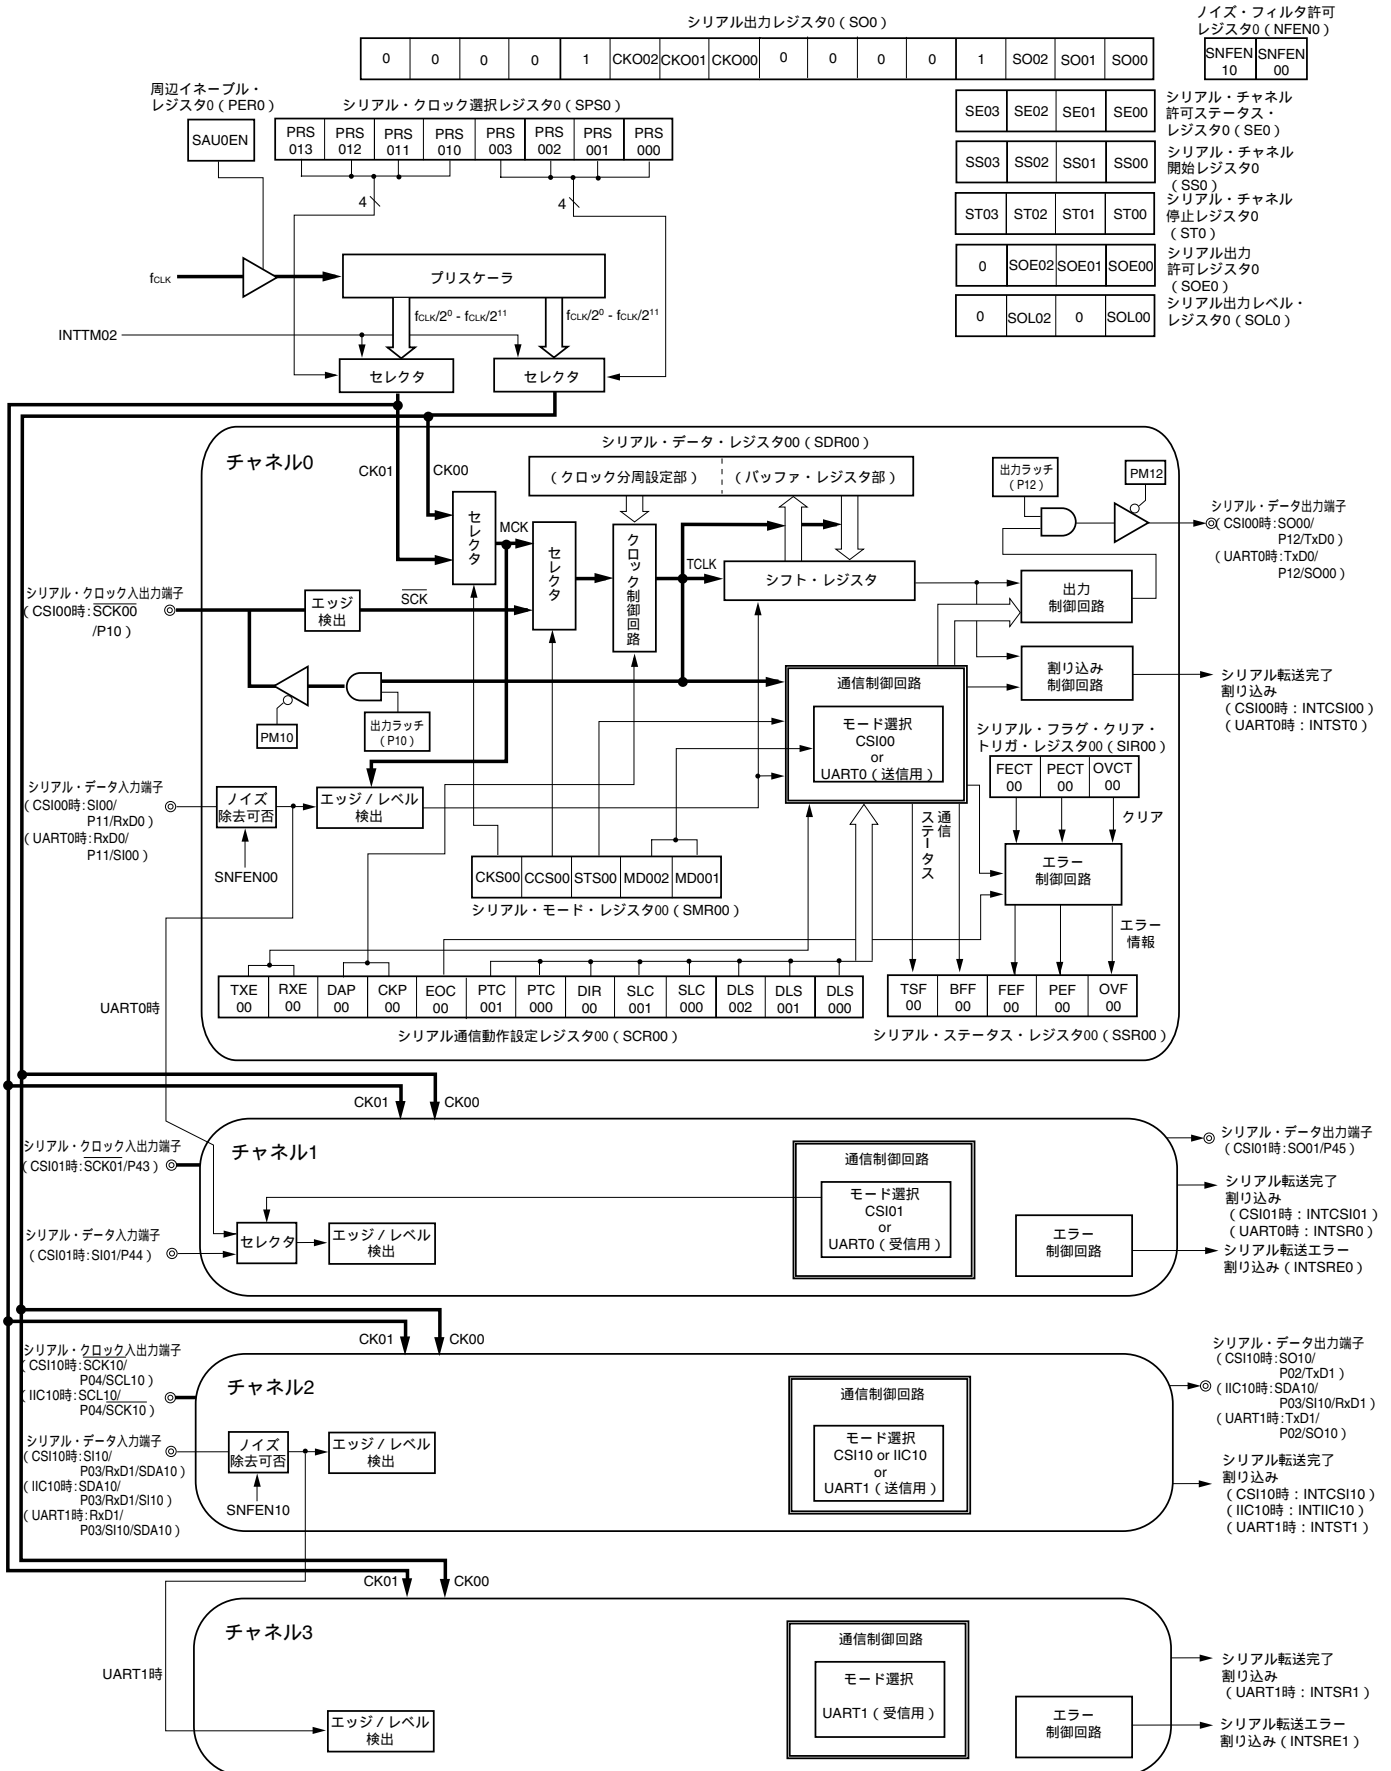 シリアル出力レジスタ0（SO0）
0 0 0 0 1 CKO02 CKO01 CKO00 0 0 0 0 1 SO02 SO01 SO00
ノイズ・フィルタ許可
レジスタ0（NFEN0）
SNFEN SNFEN
10 00
周辺イネーブル・
レジスタ0（PER0）
SAU0EN
シリアル・クロック選択レジスタ0（SPS0）
PRS PRS PRS PRS PRS PRS PRS PRS
013 012 011 010 003 002 001 000
4 4
SE03 SE02 SE01 SE00
シリアル・チャネル
許可ステータス・
レジスタ0（SE0）
SS03 SS02 SS01 SS00
シリアル・チャネル
開始レジスタ0
（SS0）
ST03 ST02 ST01 ST00
シリアル・チャネル
停止レジスタ0
（ST0）
0 SOE02 SOE01 SOE00
シリアル出力
許可レジスタ0
（SOE0）
0 SOL02 0 SOL00
シリアル出力レベル・
レジスタ0（SOL0）
fCLK
プリスケーラ
fCLK/2⁰ - fCLK/2¹¹ fCLK/2⁰ - fCLK/2¹¹
INTTM02
セレクタ セレクタ
チャネル0
CK01 CK00
シリアル・データ・レジスタ00（SDR00）
（クロック分周設定部） （バッファ・レジスタ部）
セレクタ
MCK
セレクタ
クロック制御回路
TCLK
シフト・レジスタ
出力ラッチ
（P12）
PM12
シリアル・データ出力端子
（CSI00時:SO00/
P12/TxD0）
（UART0時:TxD0/
P12/SO00）
シリアル・クロック入出力端子
（CSI00時:SCK00
/P10）
エッジ
検出
SCK
出力
制御回路
割り込み
制御回路
シリアル転送完了
割り込み
（CSI00時：INTCSI00）
（UART0時：INTST0）
PM10
出力ラッチ
（P10）
通信制御回路
モード選択
CSI00
or
UART0（送信用）
シリアル・フラグ・クリア・
トリガ・レジスタ00（SIR00）
FECT PECT OVCT
00 00 00
クリア
シリアル・データ入力端子
（CSI00時:SI00/
P11/RxD0）
（UART0時:RxD0/
P11/SI00）
ノイズ
除去可否
SNFEN00
エッジ / レベル
検出
通信
ステータス
エラー
制御回路
エラー
情報
CKS00 CCS00 STS00 MD002 MD001
シリアル・モード・レジスタ00（SMR00）
UART0時
TXE RXE DAP CKP EOC PTC PTC DIR SLC SLC DLS DLS DLS
00 00 00 00 00 001 000 00 001 000 002 001 000
シリアル通信動作設定レジスタ00（SCR00）
TSF BFF FEF PEF OVF
00 00 00 00 00
シリアル・ステータス・レジスタ00（SSR00）
CK01 CK00
チャネル1
シリアル・クロック入出力端子
（CSI01時:SCK01/P43）
シリアル・データ入力端子
（CSI01時:SI01/P44）
セレクタ
エッジ / レベル
検出
通信制御回路
モード選択
CSI01
or
UART0（受信用）
エラー
制御回路
シリアル・データ出力端子
（CSI01時:SO01/P45）
シリアル転送完了
割り込み
（CSI01時：INTCSI01）
（UART0時：INTSR0）
シリアル転送エラー
割り込み（INTSRE0）
CK01 CK00
チャネル2
シリアル・クロック入出力端子
（CSI10時:SCK10/
P04/SCL10）
（IIC10時:SCL10/
P04/SCK10）
シリアル・データ入力端子
（CSI10時:SI10/
P03/RxD1/SDA10）
（IIC10時:SDA10/
P03/RxD1/SI10）
（UART1時:RxD1/
P03/SI10/SDA10）
ノイズ
除去可否
SNFEN10
エッジ / レベル
検出
通信制御回路
モード選択
CSI10 or IIC10
or
UART1（送信用）
シリアル・データ出力端子
（CSI10時:SO10/
P02/TxD1）
（IIC10時:SDA10/
P03/SI10/RxD1）
（UART1時:TxD1/
P02/SO10）
シリアル転送完了
割り込み
（CSI10時：INTCSI10）
（IIC10時：INTIIC10）
（UART1時：INTST1）
CK01 CK00
チャネル3
UART1時
エッジ / レベル
検出
通信制御回路
モード選択
UART1（受信用）
エラー
制御回路
シリアル転送完了
割り込み
（UART1時：INTSR1）
シリアル転送エラー
割り込み（INTSRE1）